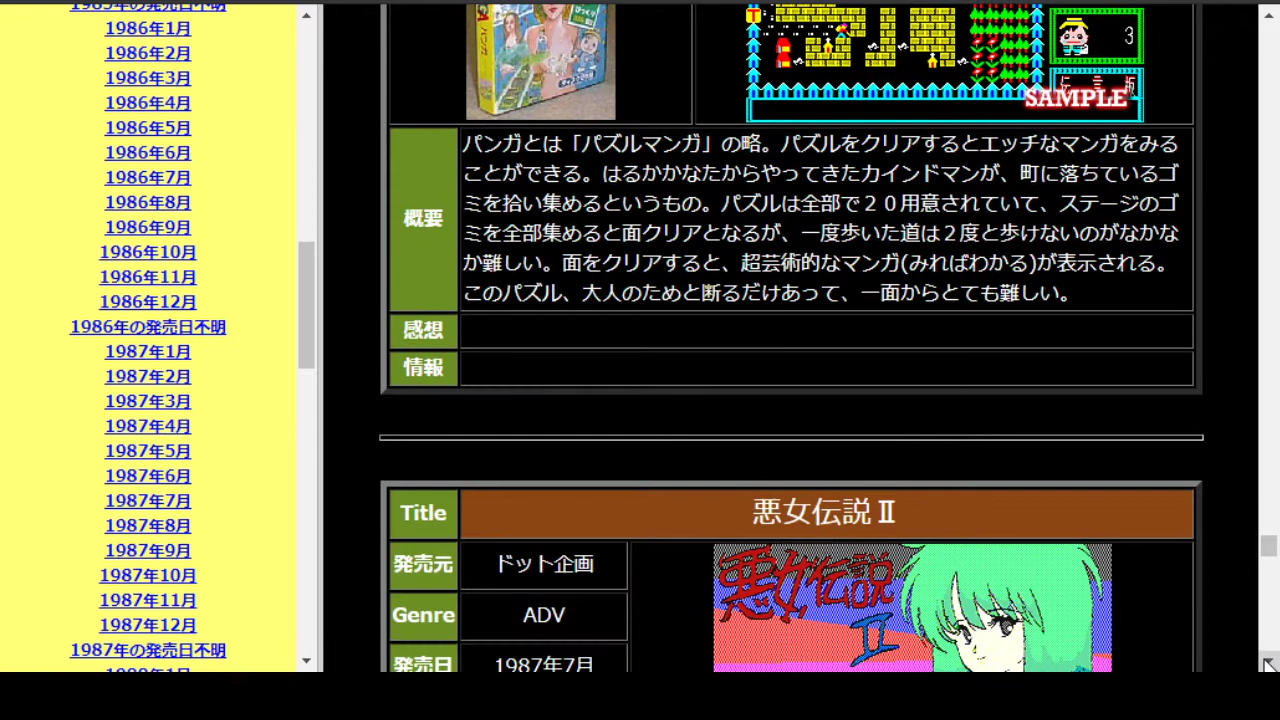 1985年の発売日不明
1986年1月
1986年2月
1986年3月
1986年4月
1986年5月
1986年6月
1986年7月
1986年8月
1986年9月
1986年10月
1986年11月
1986年12月
1986年の発売日不明
1987年1月
1987年2月
1987年3月
1987年4月
1987年5月
1987年6月
1987年7月
1987年8月
1987年9月
1987年10月
1987年11月
1987年12月
1987年の発売日不明
3
SAMPLE
概要
パンガとは「パズルマンガ」の略。パズルをクリアするとエッチなマンガをみる
ことができる。はるかかなたからやってきたカインドマンが、町に落ちているゴ
ミを拾い集めるというもの。パズルは全部で２０用意されていて、ステージのゴ
ミを全部集めると面クリアとなるが、一度歩いた道は２度と歩けないのがなかな
か難しい。面をクリアすると、超芸術的なマンガ(みればわかる)が表示される。
このパズル、大人のためと断るだけあって、一面からとても難しい。
感想
情報
Title
悪女伝説Ⅱ
発売元
ドット企画
Genre
ADV
発売日
1987年7月
悪女伝説
II